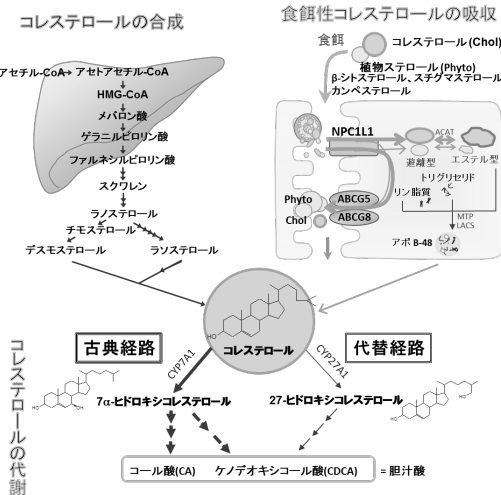 コレステロールの合成
アセチル-CoA
アセトアセチル-CoA
HMG-CoA
メバロン酸
ゲラニルピロリン酸
ファルネシルピロリン酸
スクワレン
ラノステロール
チモステロール
デスモステロール
ラソステロール
食餌性コレステロールの吸収
食餌
コレステロール(Chol)
植物ステロール(Phyto)
β-シトステロール、スチグマステロール
カンペステロール
NPC1L1
ACAT
遊離型
エステル型
トリグリセリド
リン脂質
Phyto
Chol
ABCG5
ABCG8
MTP
LACS
アポ B-48
HO
コレステロール
コレステロールの代謝
古典経路
CYP7A1
代替経路
CYP27A1
HO
OH
7α-ヒドロキシコレステロール
27-ヒドロキシコレステロール
HO
OH
コール酸(CA)
ケノデオキシコール酸(CDCA)
= 胆汁酸